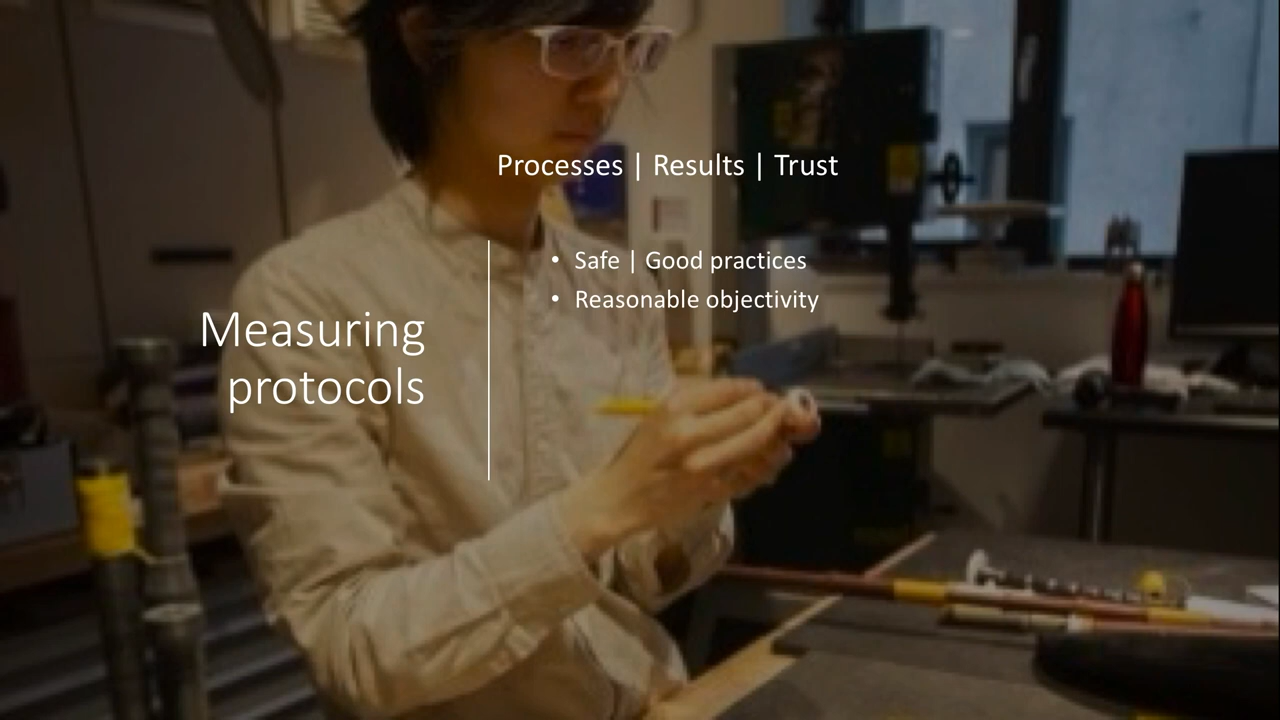 Processes | Results | Trust
Measuring
protocols
• Safe | Good practices
• Reasonable objectivity